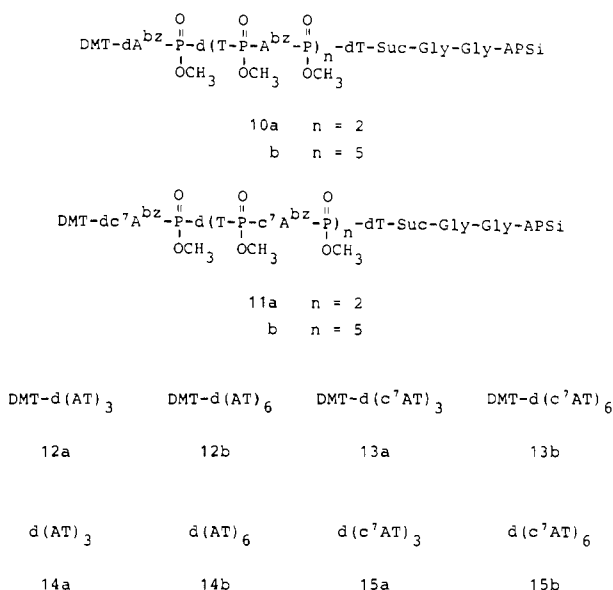 O O O
DMT-dA^bz-P-d(T-P-A^bz-P)n-dT-Suc-Gly-Gly-APSi
OCH3 OCH3 OCH3
10a n = 2
b n = 5
O O O
DMT-dc^7A^bz-P-d(T-P-c^7A^bz-P)n-dT-Suc-Gly-Gly-APSi
OCH3 OCH3 OCH3
11a n = 2
b n = 5
DMT-d(AT)3 DMT-d(AT)6 DMT-d(c^7AT)3 DMT-d(c^7AT)6
12a 12b 13a 13b
d(AT)3 d(AT)6 d(c^7AT)3 d(c^7AT)6
14a 14b 15a 15b